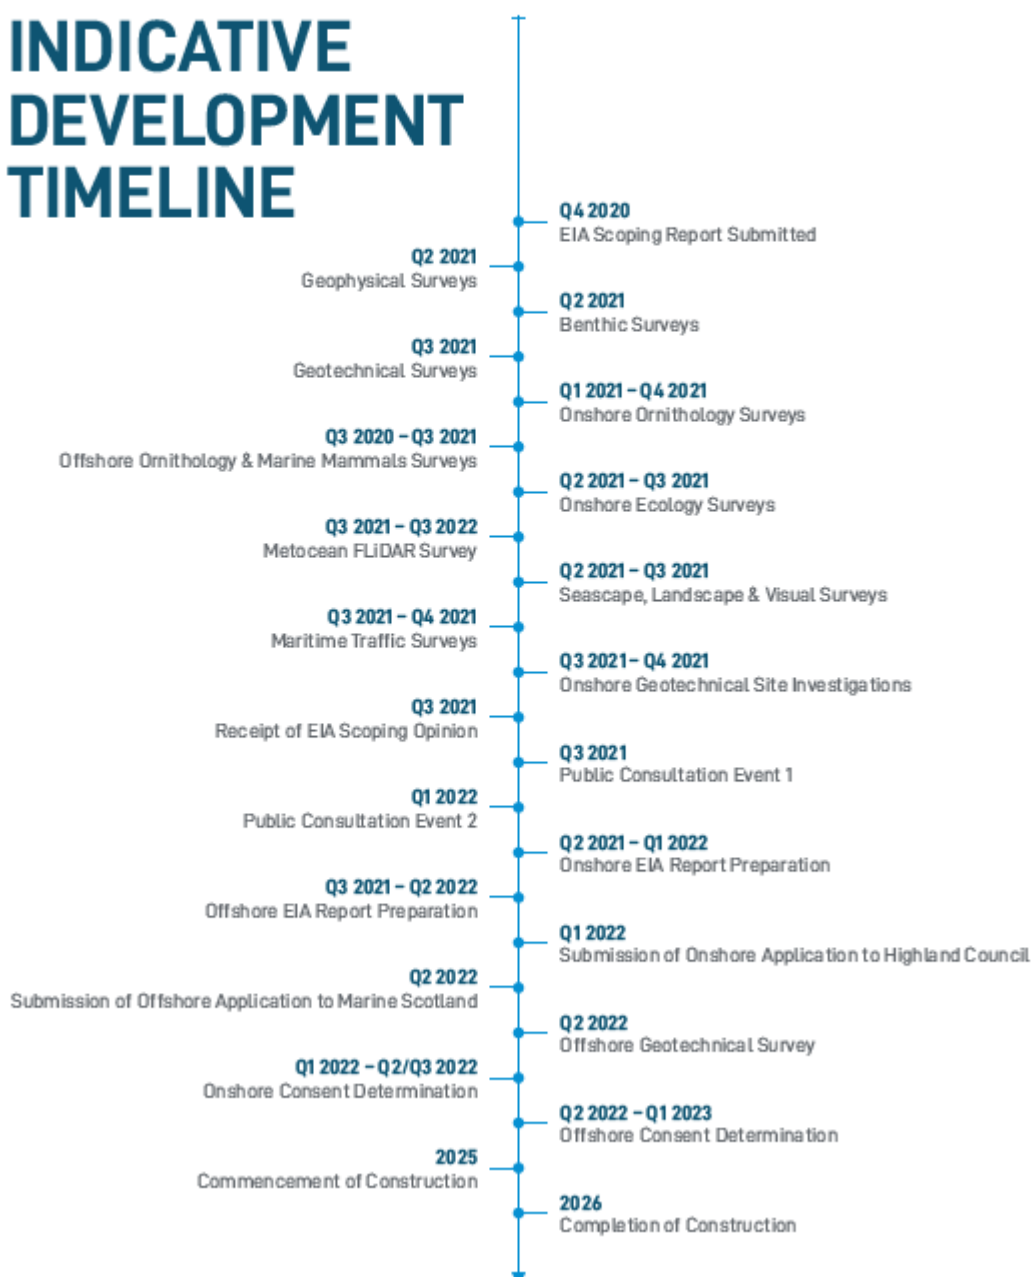 INDICATIVE
DEVELOPMENT
TIMELINE
Q4 2020
EIA Scoping Report Submitted
Q2 2021
Geophysical Surveys
Q2 2021
Benthic Surveys
Q3 2021
Geotechnical Surveys
Q1 2021 – Q4 2021
Onshore Ornithology Surveys
Q3 2020 – Q3 2021
Offshore Ornithology & Marine Mammals Surveys
Q2 2021 – Q3 2021
Onshore Ecology Surveys
Q3 2021 – Q3 2022
Metocean FLiDAR Survey
Q2 2021 – Q3 2021
Seascape, Landscape & Visual Surveys
Q3 2021 – Q4 2021
Maritime Traffic Surveys
Q3 2021 – Q4 2021
Onshore Geotechnical Site Investigations
Q3 2021
Receipt of EIA Scoping Opinion
Q3 2021
Public Consultation Event 1
Q1 2022
Public Consultation Event 2
Q2 2021 – Q1 2022
Onshore EIA Report Preparation
Q3 2021 – Q2 2022
Offshore EIA Report Preparation
Q1 2022
Submission of Onshore Application to Highland Council
Q2 2022
Submission of Offshore Application to Marine Scotland
Q2 2022
Offshore Geotechnical Survey
Q1 2022 – Q2/Q3 2022
Onshore Consent Determination
Q2 2022 – Q1 2023
Offshore Consent Determination
2025
Commencement of Construction
2026
Completion of Construction